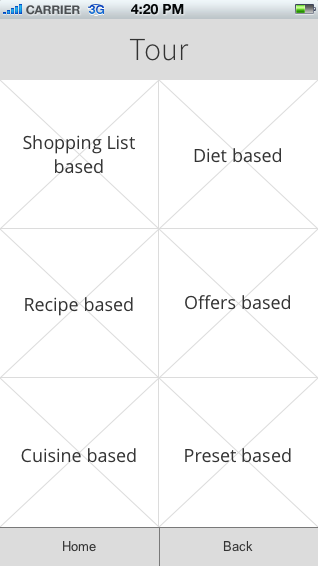 CARRIER 3G 4:20 PM
Tour
Shopping List
based
Diet based
Recipe based
Offers based
Cuisine based
Preset based
Home
Back